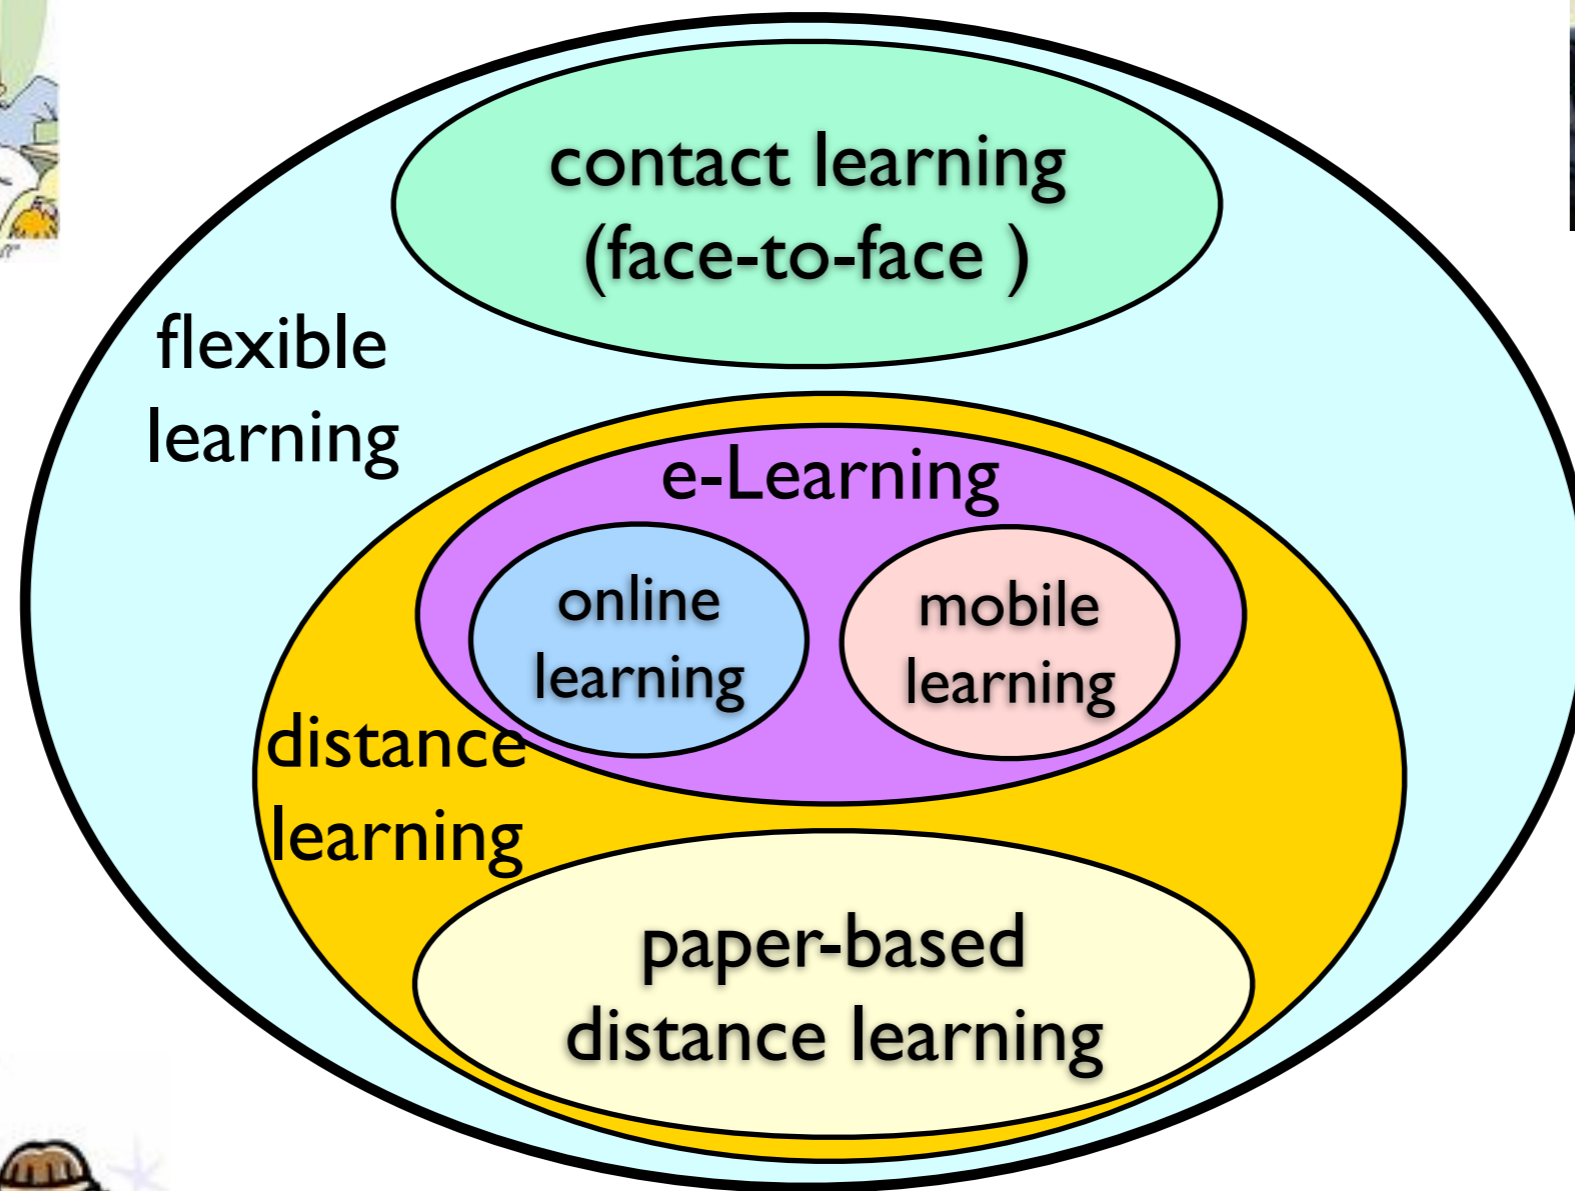 contact learning
(face-to-face )
flexible
learning
e-Learning
online
learning
mobile
learning
distance
learning
paper-based
distance learning